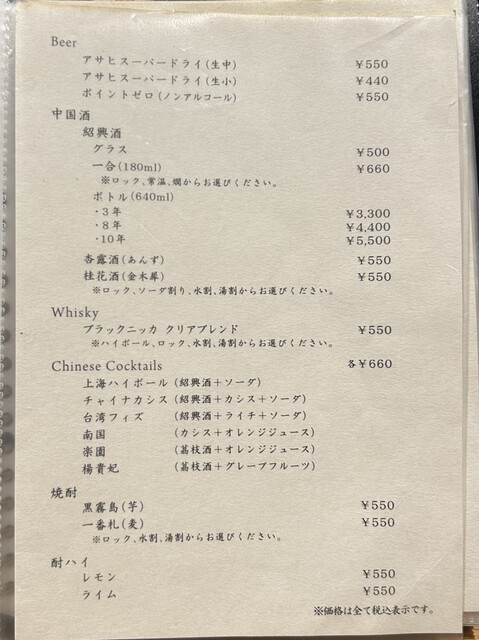 Beer
アサヒスーパードライ(生中) ¥550
アサヒスーパードライ(生小) ¥440
ポイントゼロ(ノンアルコール) ¥550
中国酒
紹興酒
グラス ¥500
一合(180ml) ¥660
※ロック、常温、燗からお選びください。
ボトル(640ml)
・3年 ¥3,300
・8年 ¥4,400
・10年 ¥5,500
杏露酒(あんず) ¥550
桂花酒(金木犀) ¥550
※ロック、ソーダ割り、水割、湯割からお選びください。
Whisky
ブラックニッカ クリアブレンド ¥550
※ハイボール、ロック、水割、湯割からお選びください。
Chinese Cocktails 各¥660
上海ハイボール (紹興酒+ソーダ)
チャイナカシス (紹興酒+カシス+ソーダ)
台湾フィズ (紹興酒+ライチ+ソーダ)
南国 (カシス+オレンジジュース)
楽園 (茘枝酒+オレンジジュース)
楊貴妃 (茘枝酒+グレープフルーツ)
焼酎
黒霧島(芋) ¥550
一番札(麦) ¥550
※ロック、水割、湯割からお選びください。
酎ハイ
レモン ¥550
ライム ¥550
※価格は全て税込表示です。